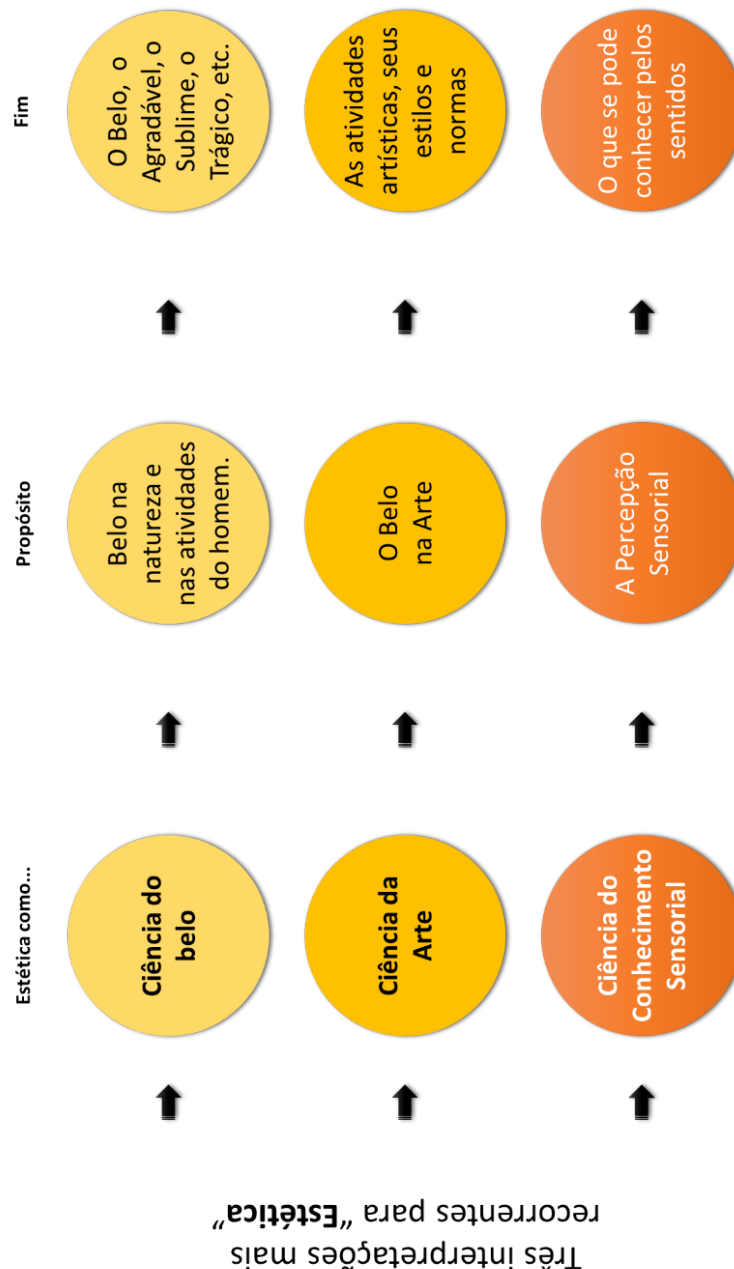 Três interpretações mais
recorrentes para “Estética”
Estética como...
Propósito
Fim
Ciência do
belo
Belo na
natureza e
nas atividades
do homem.
O Belo, o
Agradável, o
Sublime, o
Trágico, etc.
Ciência da
Arte
O Belo
na Arte
As atividades
artísticas, seus
estilos e
normas
Ciência do
Conhecimento
Sensorial
A Percepção
Sensorial
O que se pode
conhecer pelos
sentidos